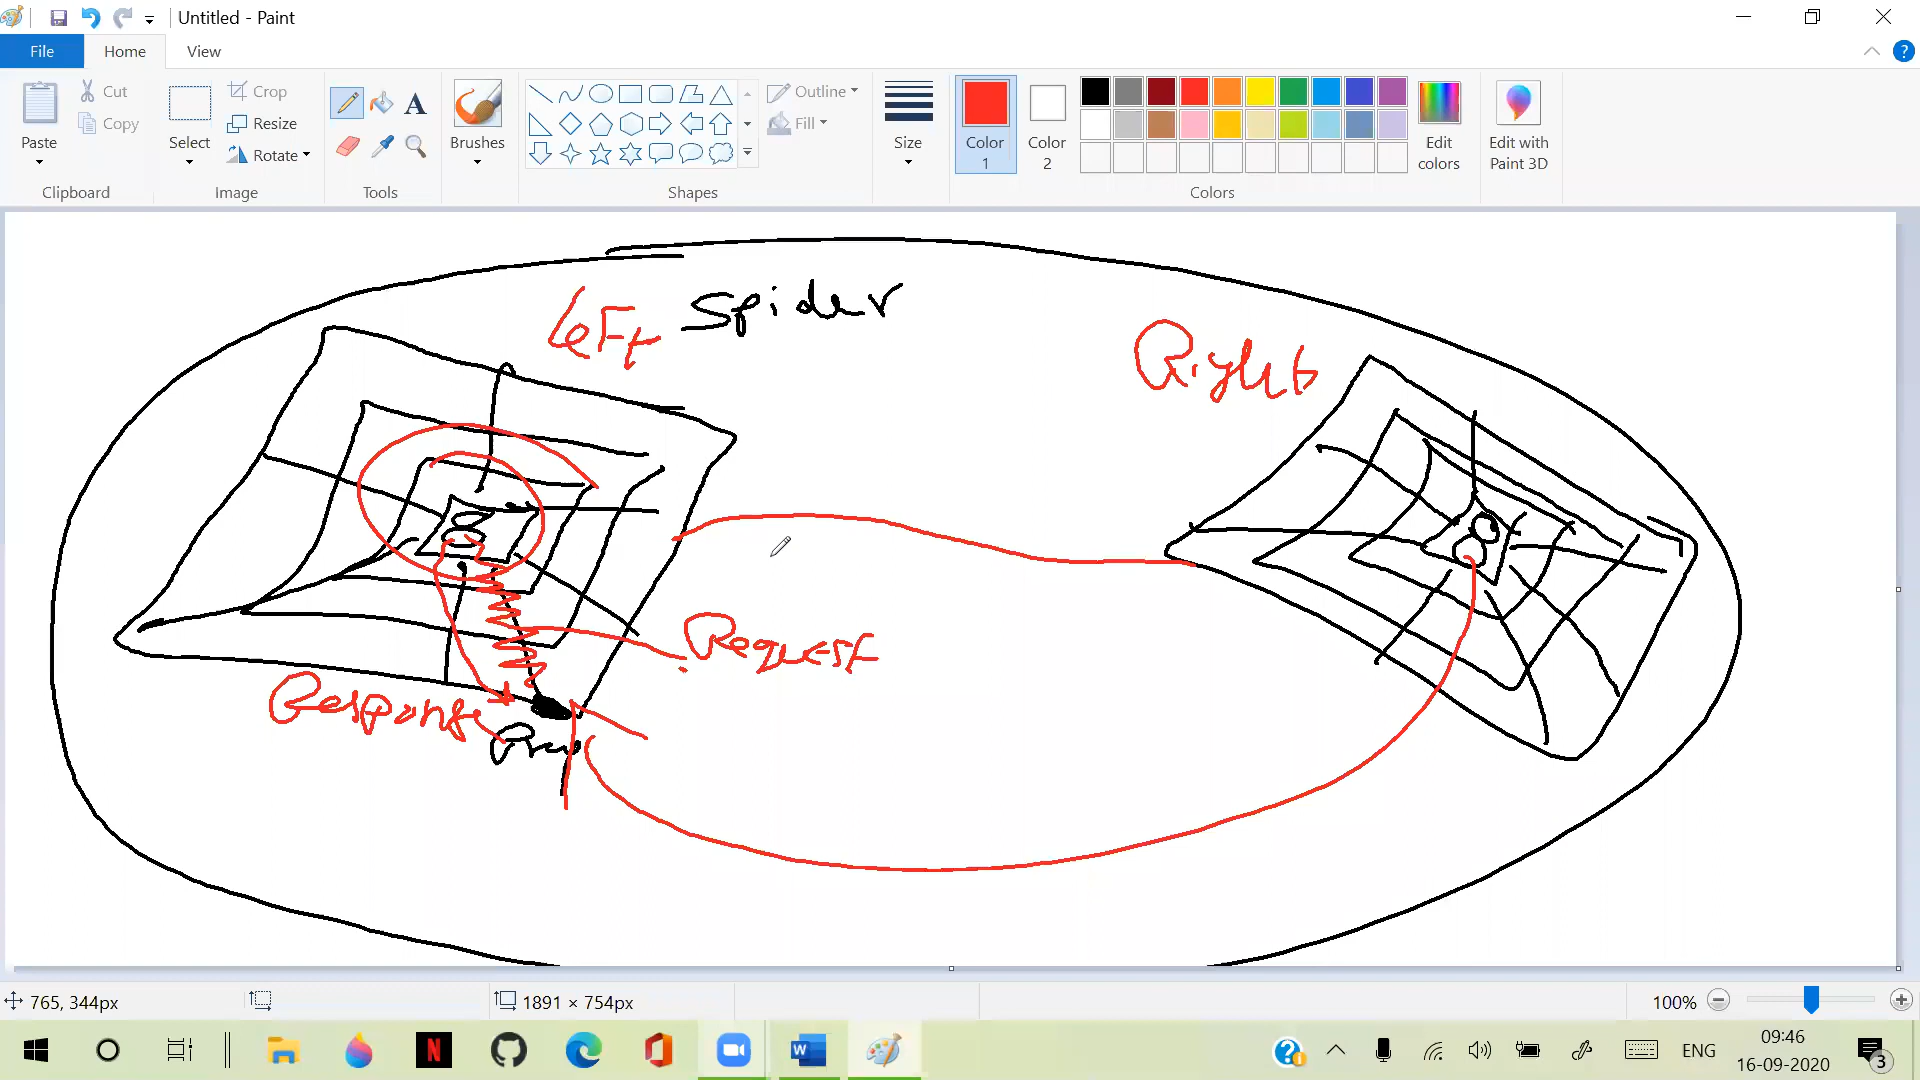 Untitled - Paint
File
Home
View
Paste
Cut
Copy
Clipboard
Select
Crop
Resize
Rotate
Image
A
Tools
Brushes
Outline
Fill
Shapes
Size
Color
1
Color
2
Colors
Edit
colors
Edit with
Paint 3D
?
Left
Spider
Right
Request
Response
765, 344px
1891 × 754px
100%
N
W
?
ENG
09:46
16-09-2020
3